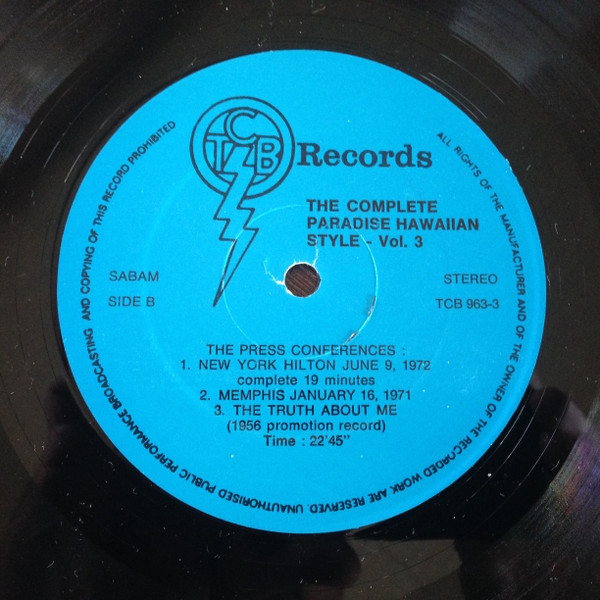 TCB Records
THE COMPLETE
PARADISE HAWAIIAN
STYLE - Vol. 3
SABAM
SIDE B
STEREO
TCB 963-3
THE PRESS CONFERENCES :
1. NEW YORK HILTON JUNE 9, 1972
complete 19 minutes
2. MEMPHIS JANUARY 16, 1971
3. THE TRUTH ABOUT ME
(1956 promotion record)
Time : 22'45"
ALL RIGHTS OF THE MANUFACTURER AND OF THE OWNER OF THE RECORDED WORK ARE RESERVED. UNAUTHORISED PUBLIC PERFORMANCE BROADCASTING AND COPYING OF THIS RECORD PROHIBITED